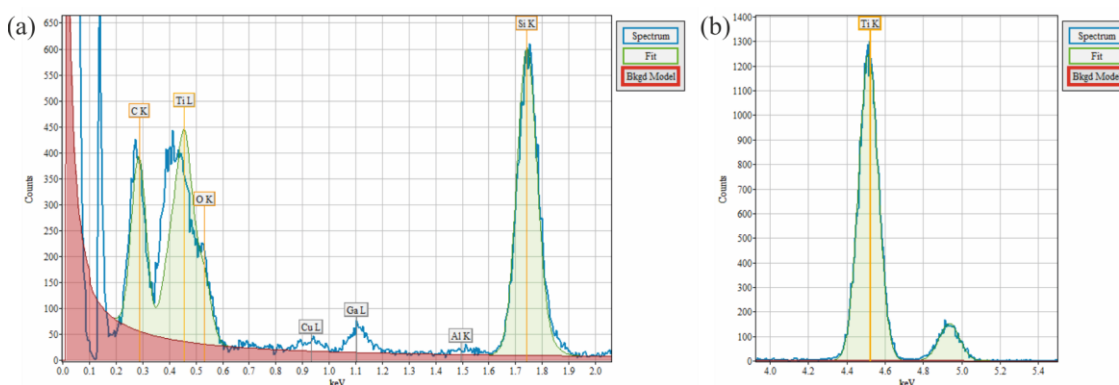 (a)
650
600
550
500
450
400
350
300
250
200
150
100
50
0
Counts
0.0 0.1 0.2 0.3 0.4 0.5 0.6 0.7 0.8 0.9 1.0 1.1 1.2 1.3 1.4 1.5 1.6 1.7 1.8 1.9 2.0
keV
C K
Ti L
O K
Cu L
Ga L
Al K
Si K
Spectrum
Fit
Bkgd Model
(b)
1400
1300
1200
1100
1000
900
800
700
600
500
400
300
200
100
0
Counts
4.0 4.2 4.4 4.6 4.8 5.0 5.2 5.4
keV
Ti K
Spectrum
Fit
Bkgd Model